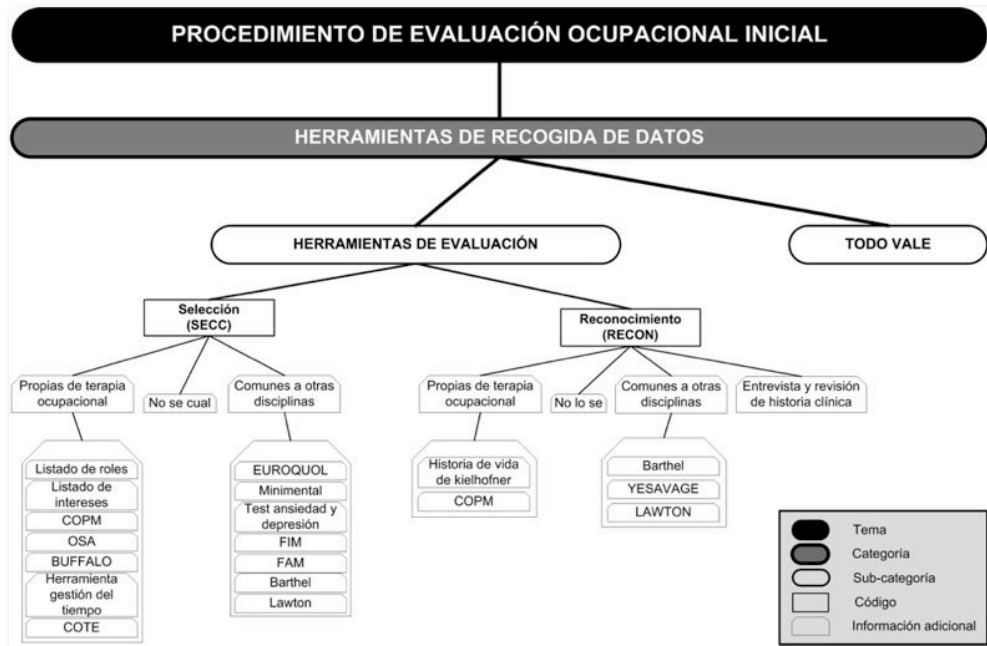 PROCEDIMIENTO DE EVALUACIÓN OCUPACIONAL INICIAL
HERRAMIENTAS DE RECOGIDA DE DATOS
HERRAMIENTAS DE EVALUACIÓN
TODO VALE
Selección
(SECC)
Reconocimiento
(RECON)
Propias de terapia
ocupacional
No se cual
Comunes a otras
disciplinas
Propias de terapia
ocupacional
No lo se
Comunes a otras
disciplinas
Entrevista y revisión
de historia clínica
Listado de roles
Listado de
intereses
COPM
OSA
BUFFALO
Herramienta
gestión del
tiempo
COTE
EUROQUOL
Minimental
Test ansiedad y
depresión
FIM
FAM
Barthel
Lawton
Historia de vida
de kielhofner
COPM
Barthel
YESAVAGE
LAWTON
Tema
Categoría
Sub-categoría
Código
Información adicional